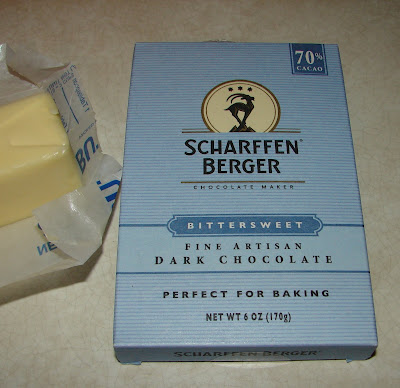 70%
CACAO
SCHARFFEN BERGER
CHOCOLATE MAKER
BITTERSWEET
FINE ARTISAN
DARK CHOCOLATE
PERFECT FOR BAKING
NET WT 6 OZ (170g)
SCHARFFEN BERGER